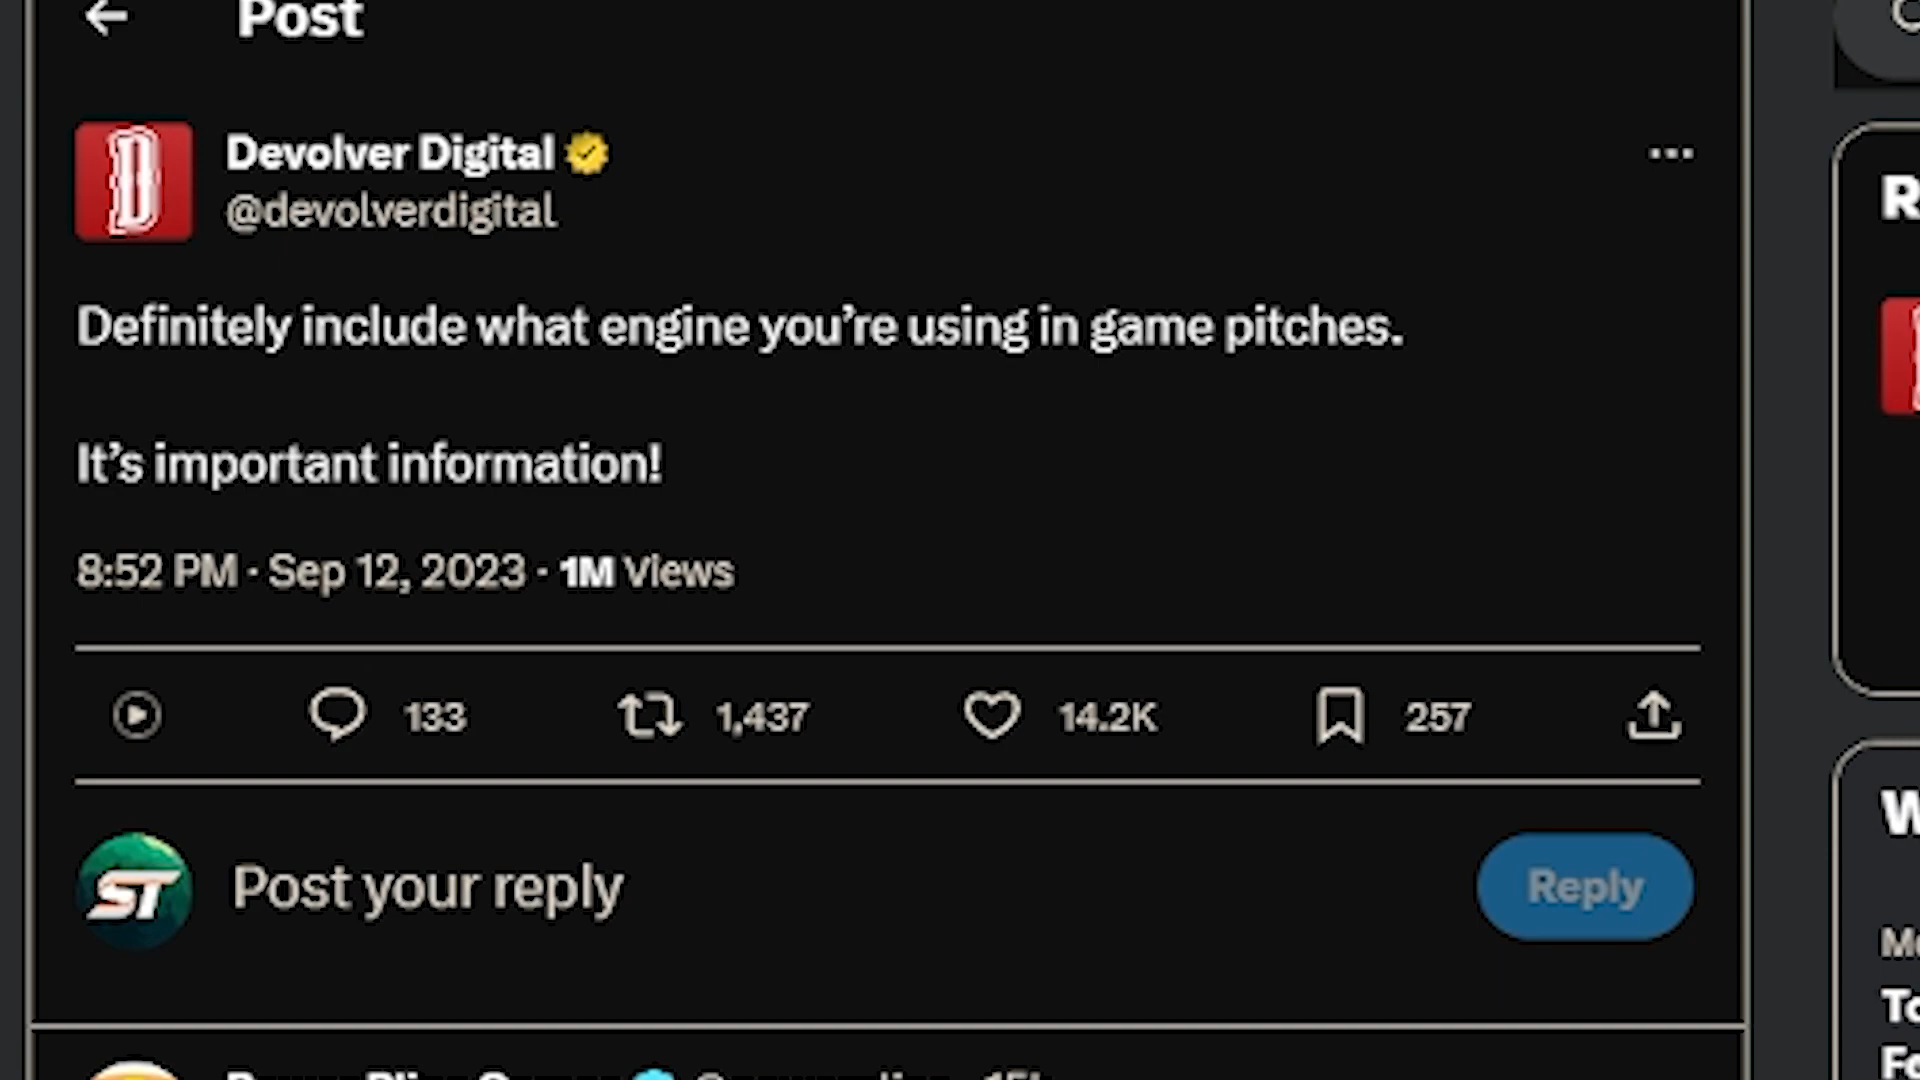 Post
Devolver Digital
@devolverdigital
Definitely include what engine you’re using in game pitches.
It’s important information!
8:52 PM · Sep 12, 2023 · 1M Views
133 1,437 14.2K 257
ST Post your reply Reply